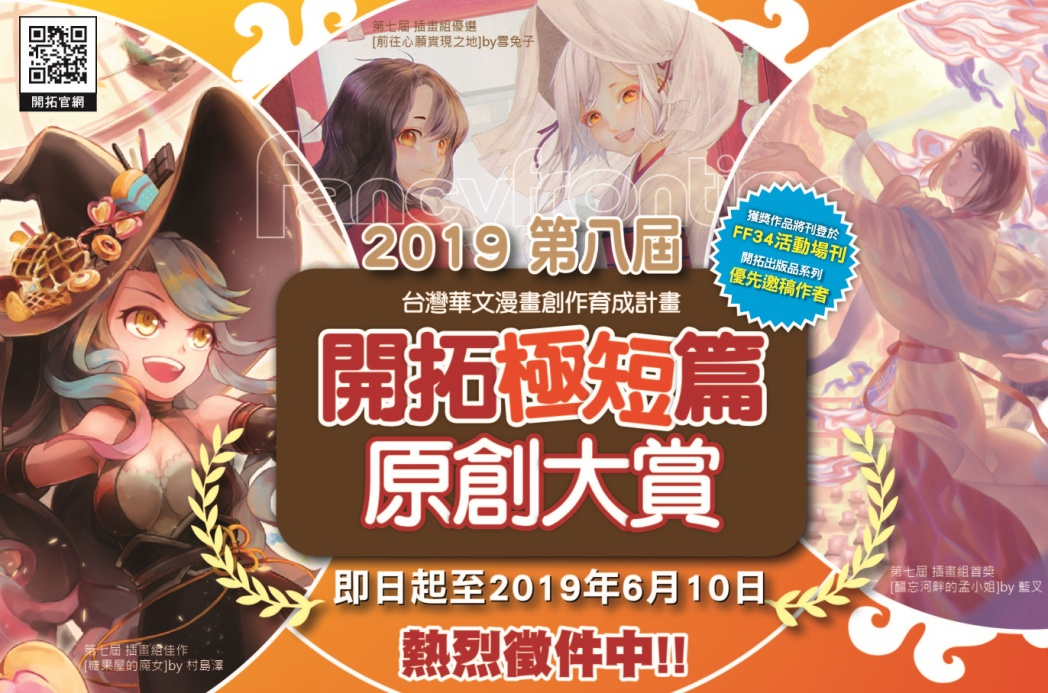 開拓官網
第七屆 插畫組優選
[前往心願實現之地]by雪兔子
fancyfrontier
2019 第八屆
台灣華文漫畫創作育成計畫
開拓極短篇
原創大賞
獲獎作品將刊登於
FF34活動場刊
開拓出版品系列
優先邀稿作者
即日起至2019年6月10日
熱烈徵件中!!
第七屆 插畫組佳作
[糖果屋的魔女]by 村島澤
第七屆 插畫組首獎
[醧忘河畔的孟小姐]by 藍叉